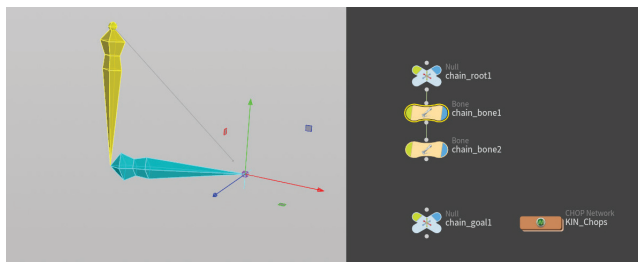 Null
chain_root1
Bone
chain_bone1
Bone
chain_bone2
Null
chain_goal1
CHOP Network
KIN_Chops